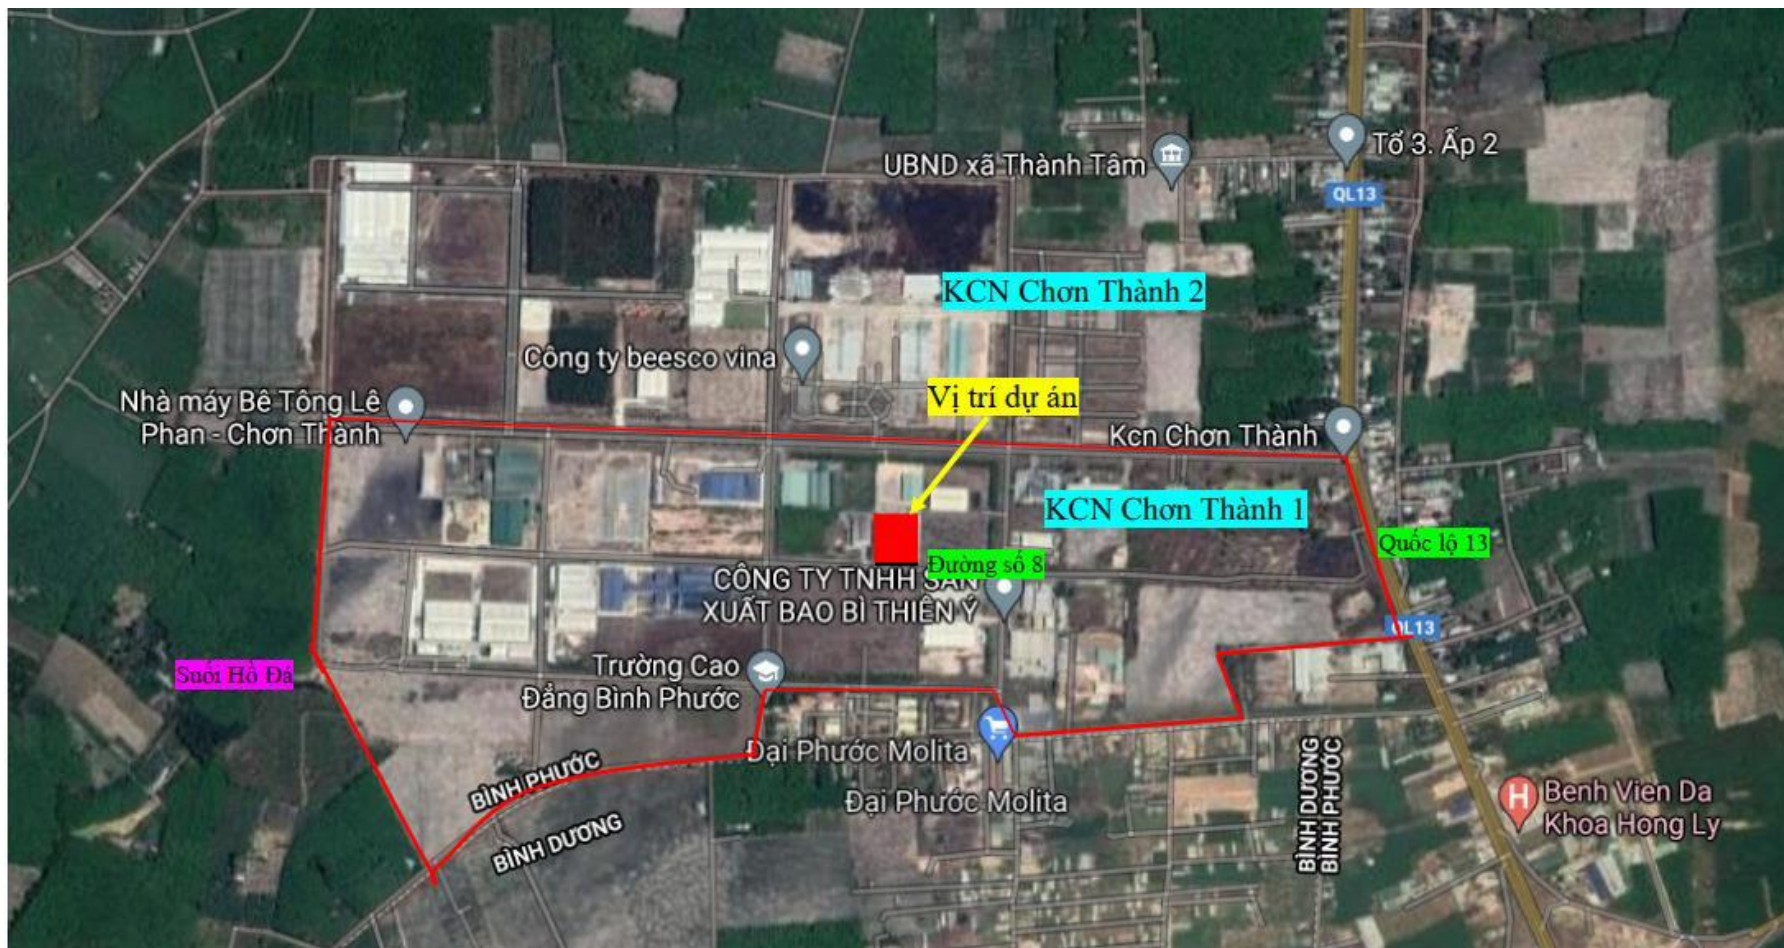 Tổ 3. Ấp 2
UBND xã Thành Tâm
QL13
KCN Chơn Thành 2
Công ty beesco vina
Vị trí dự án
Nhà máy Bê Tông Lê
Phan - Chơn Thành
Kcn Chơn Thành
KCN Chơn Thành 1
Quốc lộ 13
Đường số 8
CÔNG TY TNHH SẢN
XUẤT BAO BÌ THIÊN Ý
QL13
Suối Hồ Đá
Trường Cao
Đẳng Bình Phước
Đại Phước Molita
BÌNH PHƯỚC
BÌNH DƯƠNG
Đại Phước Molita
BÌNH DƯƠNG
BÌNH PHƯỚC
H
Benh Vien Da
Khoa Hong Ly